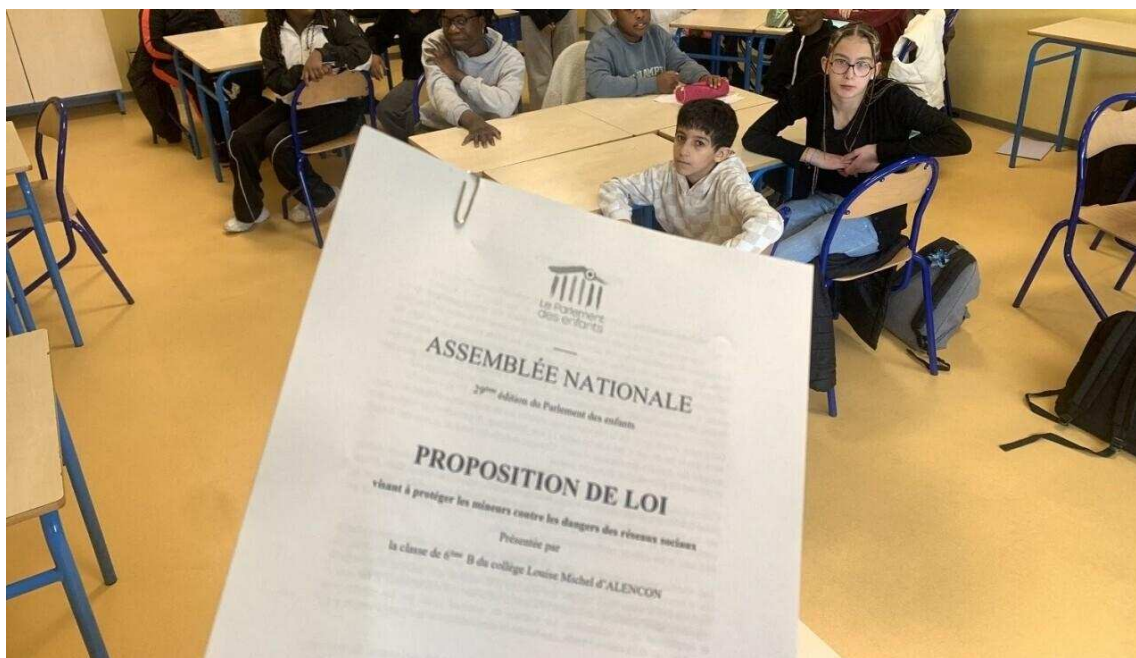 Le Parlement
des enfants
ASSEMBLÉE NATIONALE
29ème édition du Parlement des enfants
PROPOSITION DE LOI
visant à protéger les mineurs contre les dangers des réseaux sociaux
Présentée par
la classe de 6ème B du collège Louise Michel d'ALENCON